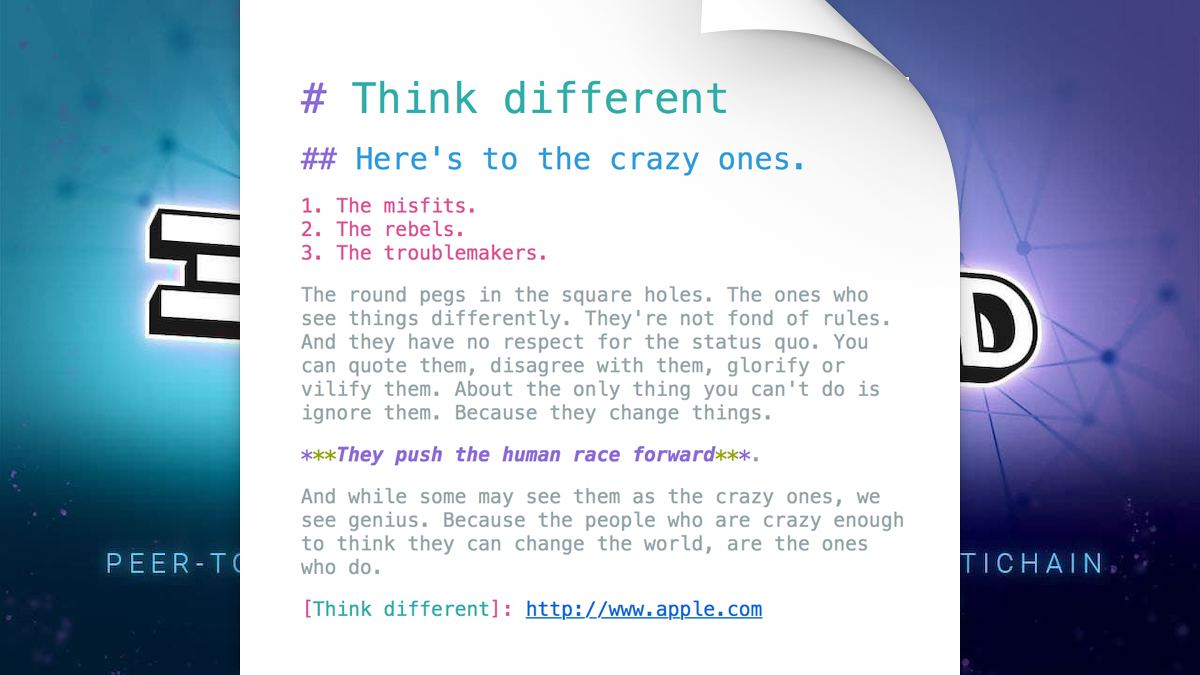 # Think different
## Here's to the crazy ones.
1. The misfits.
2. The rebels.
3. The troublemakers.
The round pegs in the square holes. The ones who
see things differently. They're not fond of rules.
And they have no respect for the status quo. You
can quote them, disagree with them, glorify or
vilify them. About the only thing you can't do is
ignore them. Because they change things.
***They push the human race forward***.
And while some may see them as the crazy ones, we
see genius. Because the people who are crazy enough
to think they can change the world, are the ones
who do.
[Think different]: http://www.apple.com
D
PEER-TO
TICHAIN